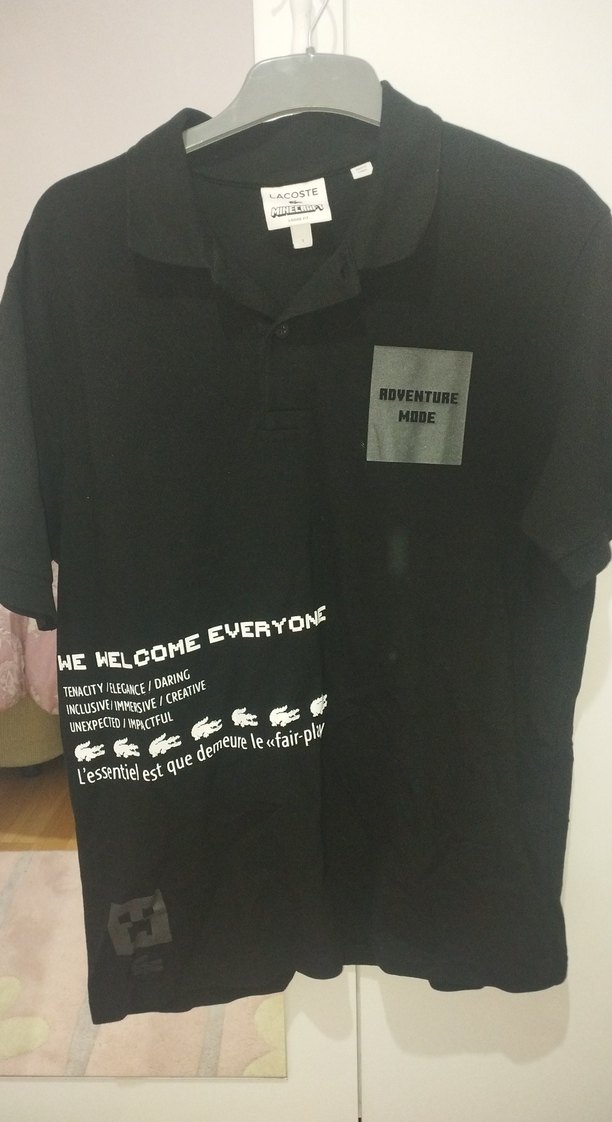 LACOSTE
MINECRAFT
ADVENTURE
MODE
WE WELCOME EVERYONE
TENACITY / ELEGANCE / DARING
INCLUSIVE / IMMERSIVE / CREATIVE
UNEXPECTED / IMPACTFUL
L'essentiel est que demeure le «fair-play